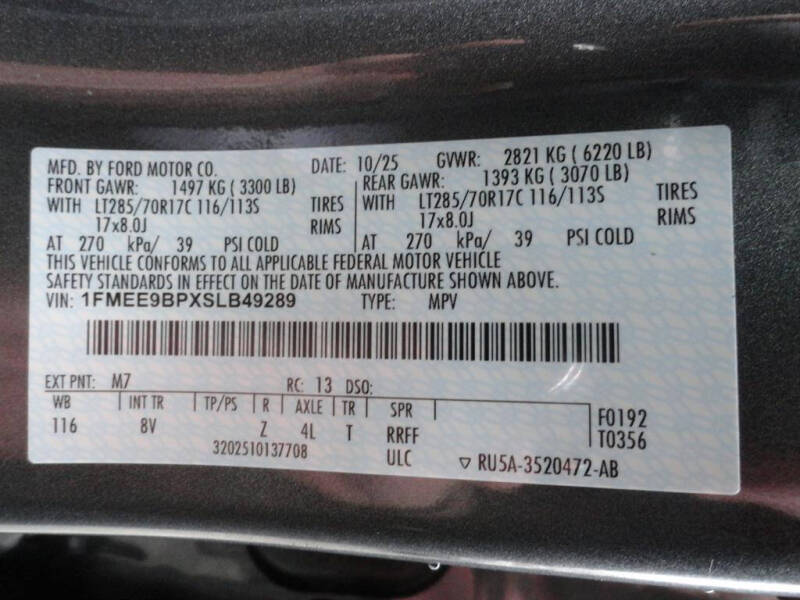 MFD. BY FORD MOTOR CO. DATE: 10/25 GVWR: 2821 KG ( 6220 LB)
FRONT GAWR: 1497 KG ( 3300 LB) REAR GAWR: 1393 KG ( 3070 LB)
WITH LT285/70R17C 116/113S TIRES WITH LT285/70R17C 116/113S TIRES
17x8.0J RIMS 17x8.0J RIMS
AT 270 kPa/ 39 PSI COLD AT 270 kPa/ 39 PSI COLD
THIS VEHICLE CONFORMS TO ALL APPLICABLE FEDERAL MOTOR VEHICLE
SAFETY STANDARDS IN EFFECT ON THE DATE OF MANUFACTURE SHOWN ABOVE.
VIN: 1FMEE9BPXSLB49289 TYPE: MPV
EXT PNT: M7 RC: 13 DSO:
WB INT TR TP/PS R AXLE TR SPR F0192
116 8V Z 4L T RRFF T0356
3202510137708 ULC ▽ RU5A-3520472-AB